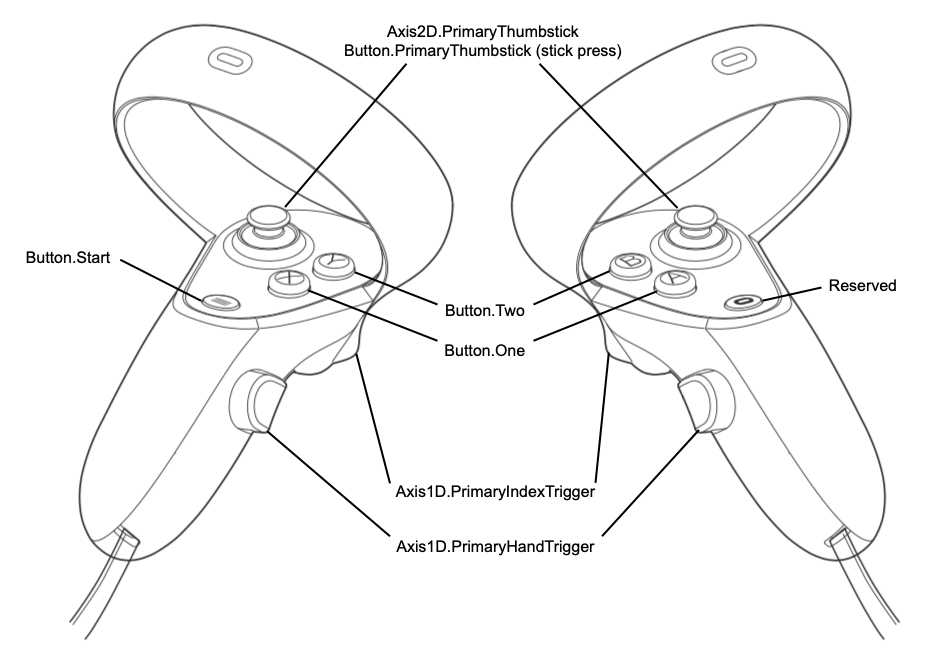 Axis2D.PrimaryThumbstick
Button.PrimaryThumbstick (stick press)
Button.Start
Y
X
B
A
Reserved
Button.Two
Button.One
Axis1D.PrimaryIndexTrigger
Axis1D.PrimaryHandTrigger